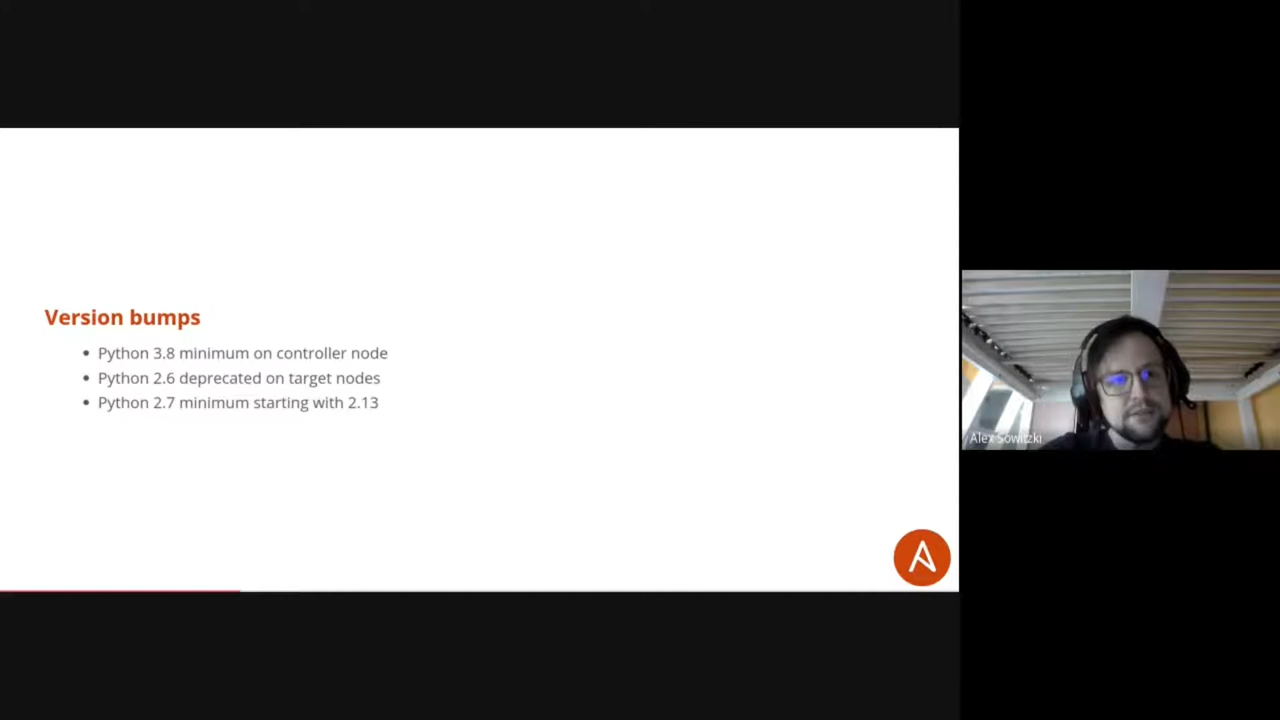 Version bumps
Python 3.8 minimum on controller node
Python 2.6 deprecated on target nodes
Python 2.7 minimum starting with 2.13
Alex Sowitzki